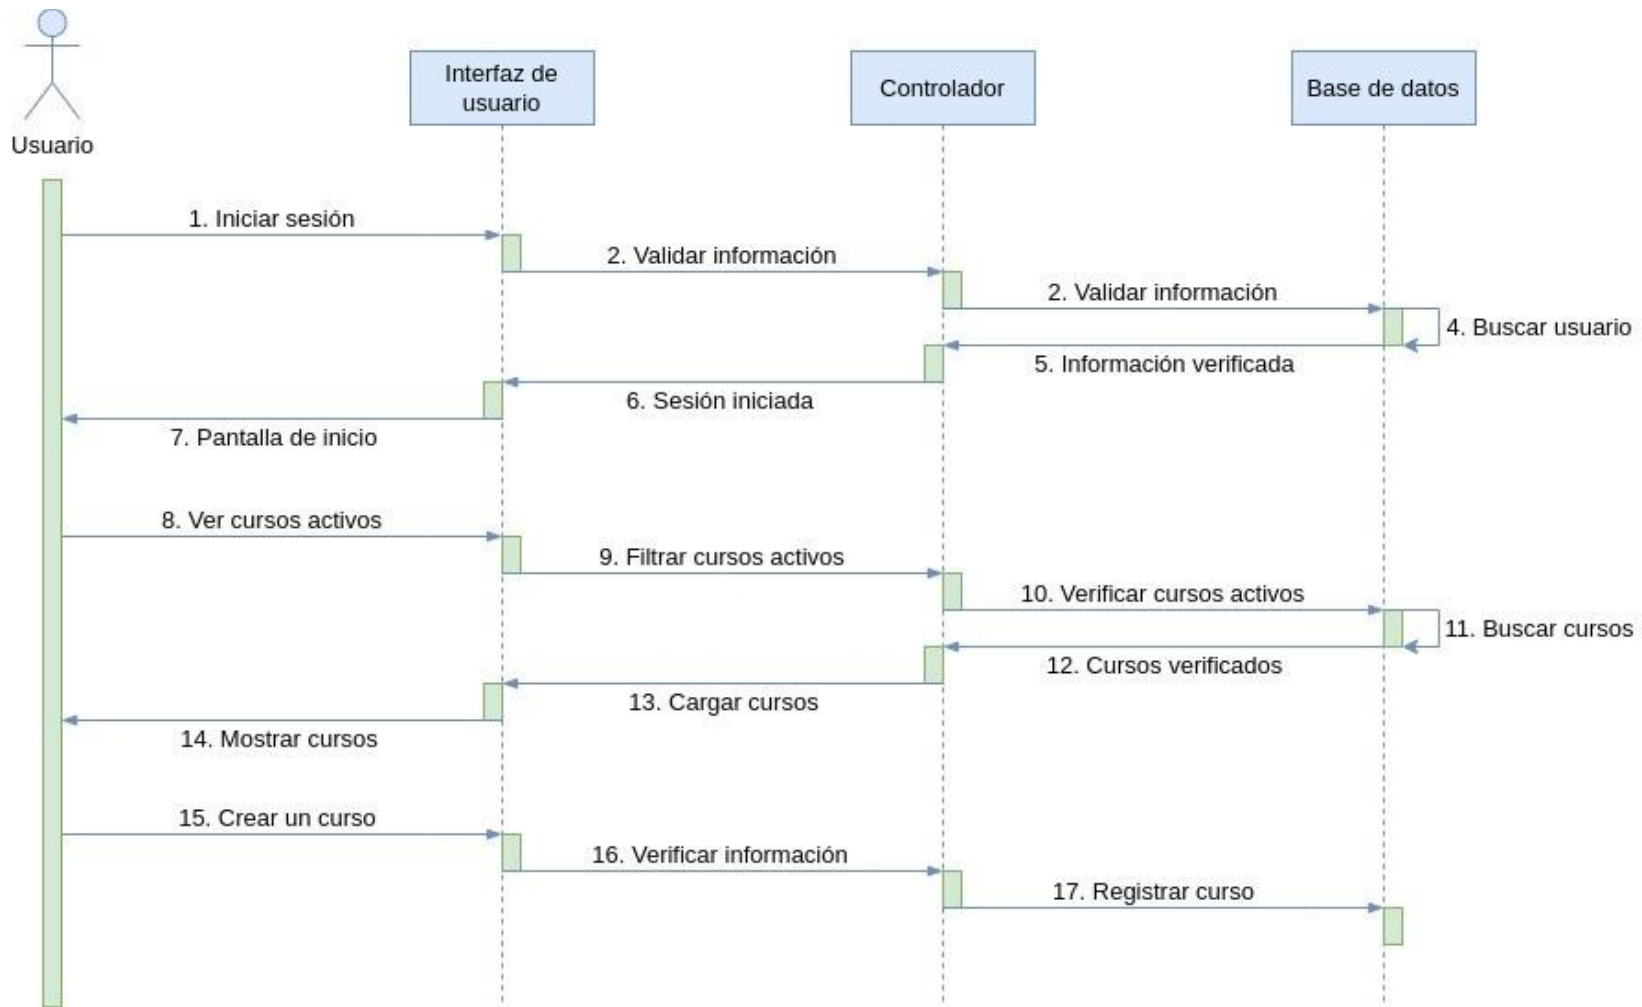 Interfaz de
usuario
Controlador
Base de datos
Usuario
1. Iniciar sesión
2. Validar información
2. Validar información
4. Buscar usuario
5. Información verificada
6. Sesión iniciada
7. Pantalla de inicio
8. Ver cursos activos
9. Filtrar cursos activos
10. Verificar cursos activos
11. Buscar cursos
12. Cursos verificados
13. Cargar cursos
14. Mostrar cursos
15. Crear un curso
16. Verificar información
17. Registrar curso